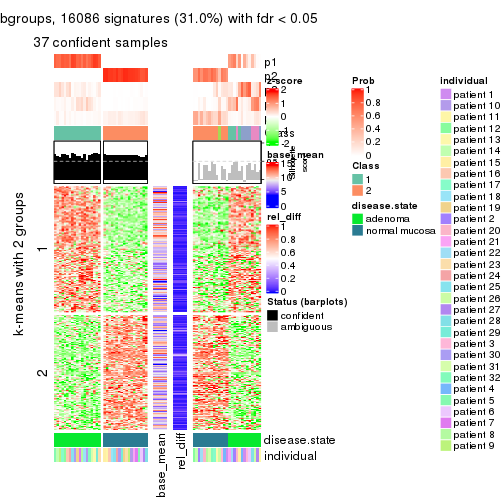 bgroups, 16086 signatures (31.0%) with fdr < 0.05
37 confident samples
p1
p2
z-score
2
1
0
-1
-2
base_mean
15
10
5
0
Silhouette
score
rel_diff
1
0.8
0.6
0.4
0.2
0
Status (barplots)
confident
ambiguous
Prob
1
0.8
0.6
0.4
0.2
0
Class
1
2
disease.state
adenoma
normal mucosa
individual
patient 1
patient 10
patient 11
patient 12
patient 13
patient 14
patient 15
patient 16
patient 17
patient 18
patient 19
patient 2
patient 20
patient 21
patient 22
patient 23
patient 24
patient 25
patient 26
patient 27
patient 28
patient 29
patient 3
patient 30
patient 31
patient 32
patient 4
patient 5
patient 6
patient 7
patient 8
patient 9
k-means with 2 groups
1
2
disease.state
individual
base_mean
rel_diff